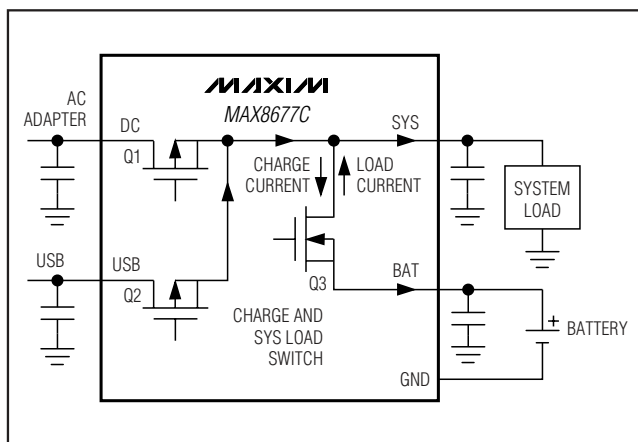 MAXIM
MAX8677C
AC
ADAPTER
DC
Q1
SYS
CHARGE
CURRENT
LOAD
CURRENT
SYSTEM
LOAD
USB
USB
Q2
Q3
BAT
CHARGE AND
SYS LOAD
SWITCH
+
BATTERY
GND